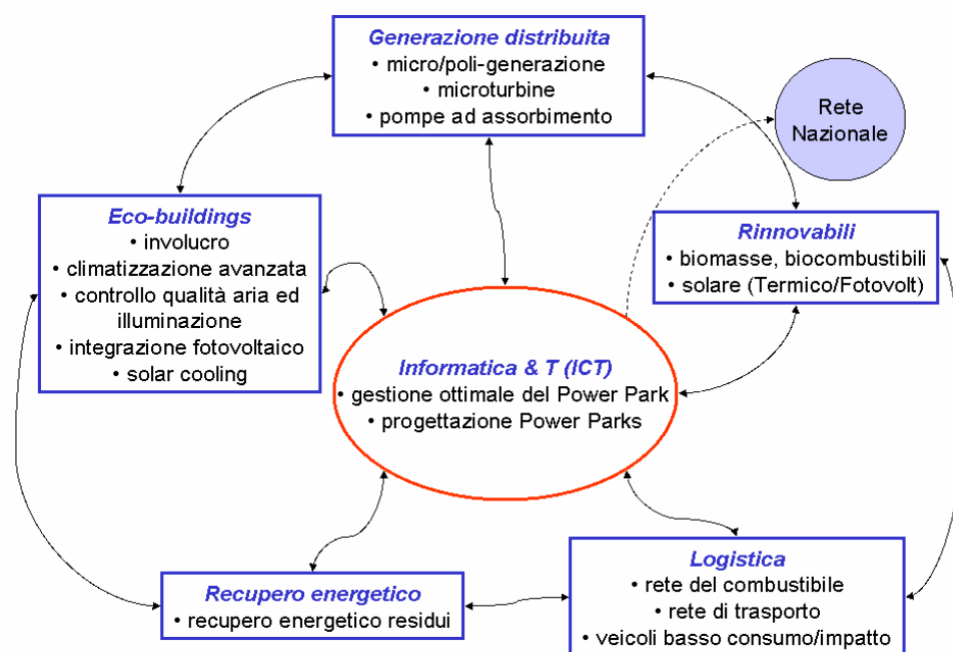 Generazione distribuita
• micro/poli-generazione
• microturbine
• pompe ad assorbimento
Rete
Nazionale
Eco-buildings
• involucro
• climatizzazione avanzata
• controllo qualità aria ed
illuminazione
• integrazione fotovoltaico
• solar cooling
Rinnovabili
• biomasse, biocombustibili
• solare (Termico/Fotovolt)
Informatica & T (ICT)
• gestione ottimale del Power Park
• progettazione Power Parks
Recupero energetico
• recupero energetico residui
Logistica
• rete del combustibile
• rete di trasporto
• veicoli basso consumo/impatto